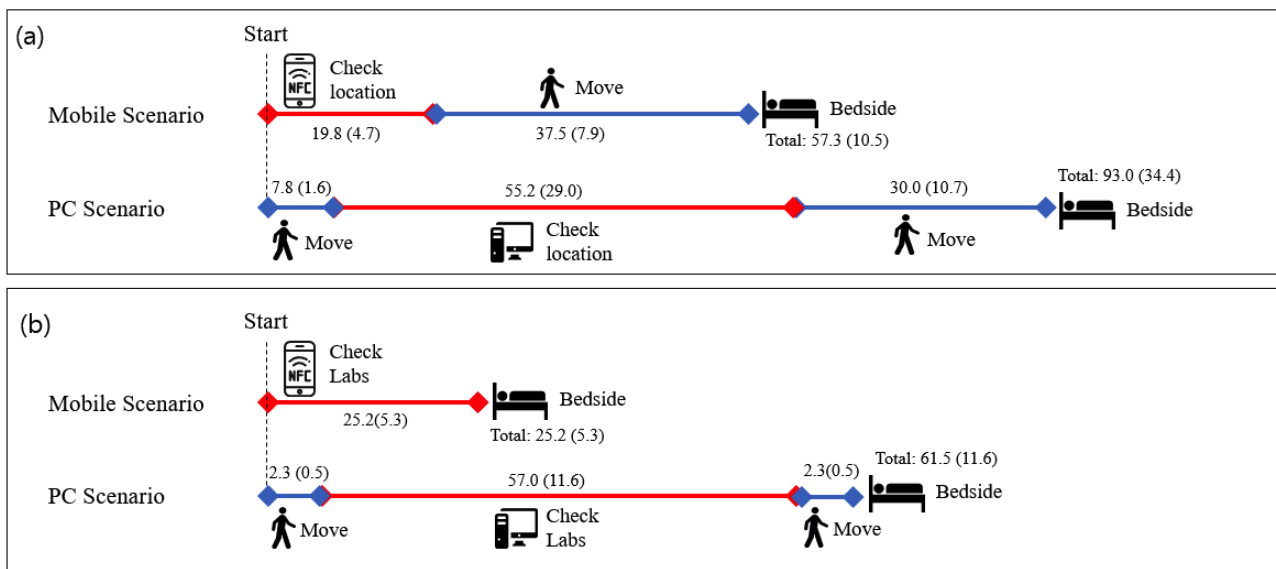 (a)
Start
NFC
Check
location
Move
Mobile Scenario
Bedside
19.8 (4.7)
37.5 (7.9)
Total: 57.3 (10.5)
7.8 (1.6)
55.2 (29.0)
30.0 (10.7)
Total: 93.0 (34.4)
PC Scenario
Bedside
Move
Check
location
Move
(b)
Start
NFC
Check
Labs
Mobile Scenario
Bedside
25.2(5.3)
Total: 25.2 (5.3)
2.3 (0.5)
57.0 (11.6)
2.3(0.5)
Total: 61.5 (11.6)
PC Scenario
Bedside
Move
Check
Labs
Move